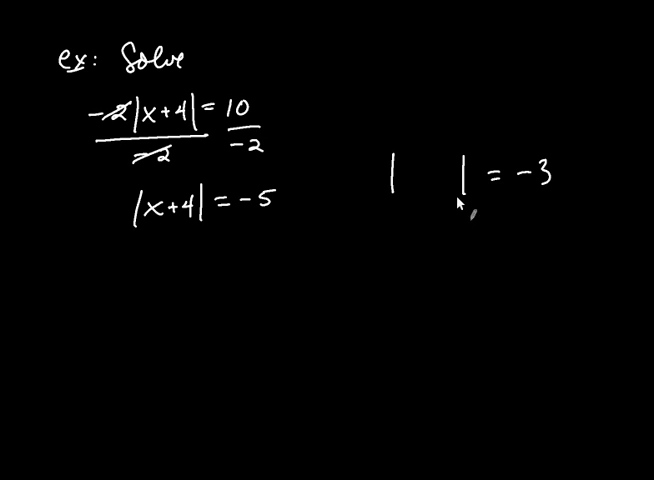 ex: Solve
-2|x+4| = 10
-2 -2
|x+4| = -5
| | = -3